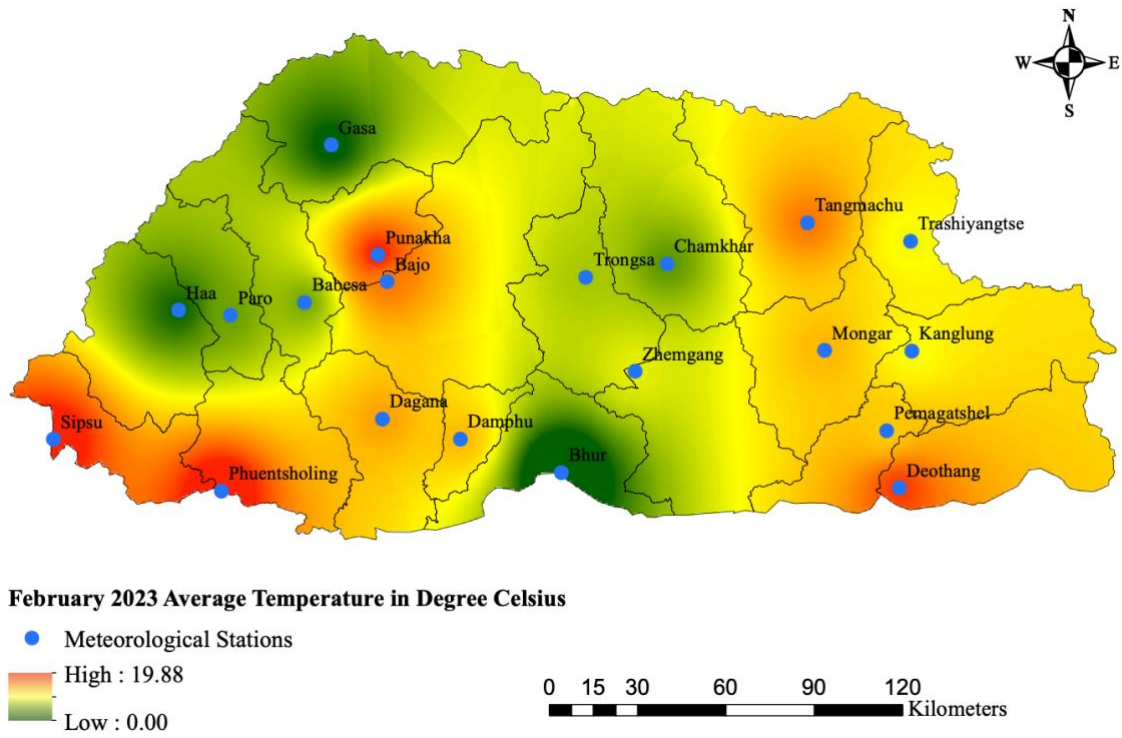 N
W E
S
Gasa
Punakha
Bajo
Tangmachu
Trashiyangtse
Chamkhar
Trongsa
Babesa
Haa
Paro
Mongar
Kanglung
Zhemgang
Dagana
Damphu
Pemagatshel
Sipsu
Bhur
Phuentsholing
Deothang
February 2023 Average Temperature in Degree Celsius
Meteorological Stations
High : 19.88
Low : 0.00
0 15 30 60 90 120
Kilometers